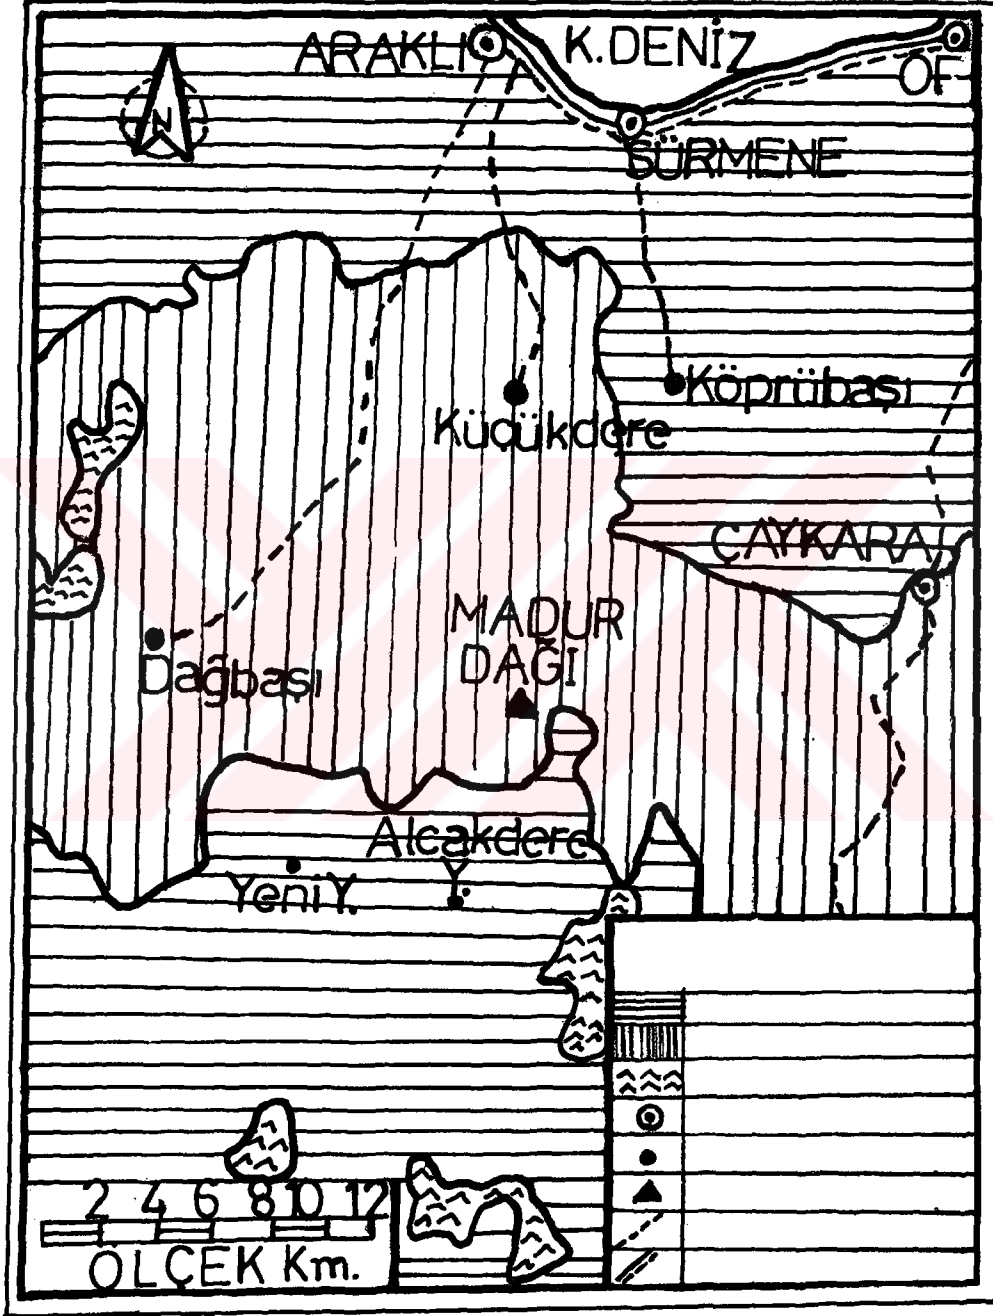 ARAKLI
K.DENİZ
OF
N
SÜRMENE
Köprübaşı
Küçükdere
ÇAYKARA
MADUR
DAĞI
Dağbaşı
Alçakdere
Y.
Yeni Y.
2 4 6 8 10 12
ÖLÇEK Km.